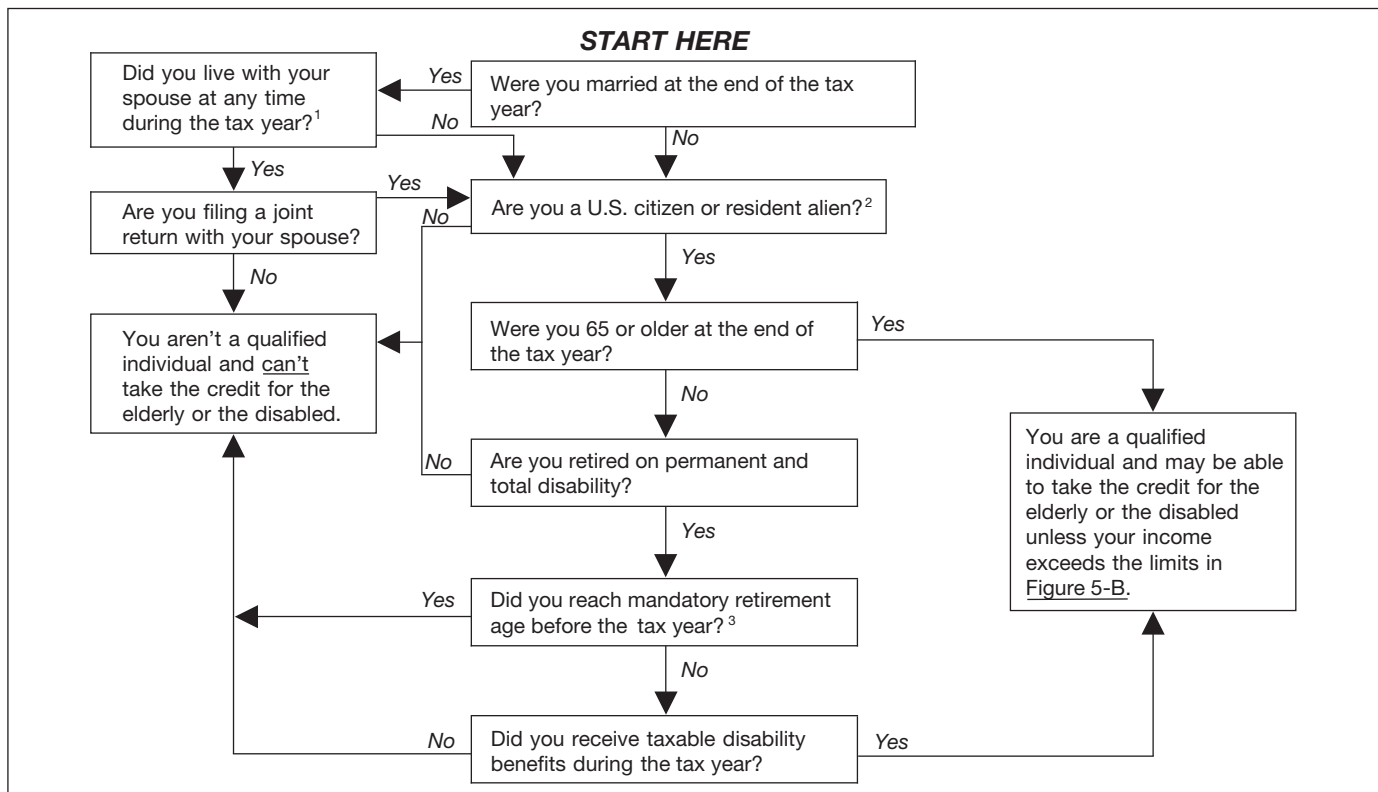 START HERE
Did you live with your
spouse at any time
during the tax year?1
Yes
Were you married at the end of the tax
year?
No
No
Yes
Are you filing a joint
return with your spouse?
Yes
No
Are you a U.S. citizen or resident alien?2
No
Yes
You aren't a qualified
individual and can't
take the credit for the
elderly or the disabled.
Were you 65 or older at the end of
the tax year?
Yes
No
No
Are you retired on permanent and
total disability?
You are a qualified
individual and may be able
to take the credit for the
elderly or the disabled
unless your income
exceeds the limits in
Figure 5-B.
Yes
Yes
Did you reach mandatory retirement
age before the tax year?3
No
No
Did you receive taxable disability
benefits during the tax year?
Yes